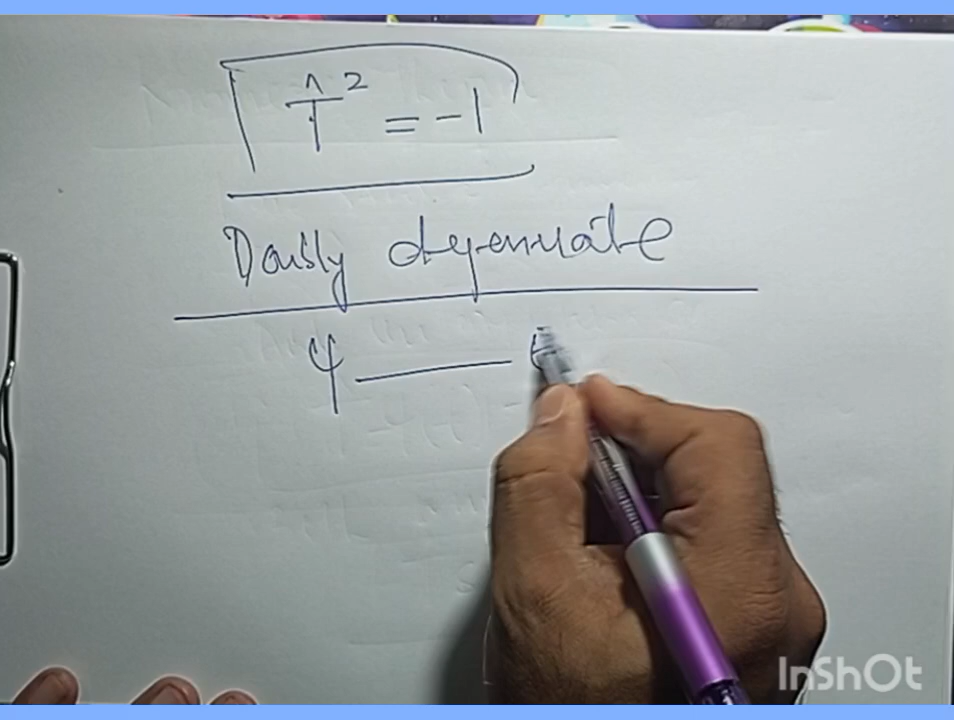 T̂² = -1
Doubly degenerate
ψ —— E
InShOt